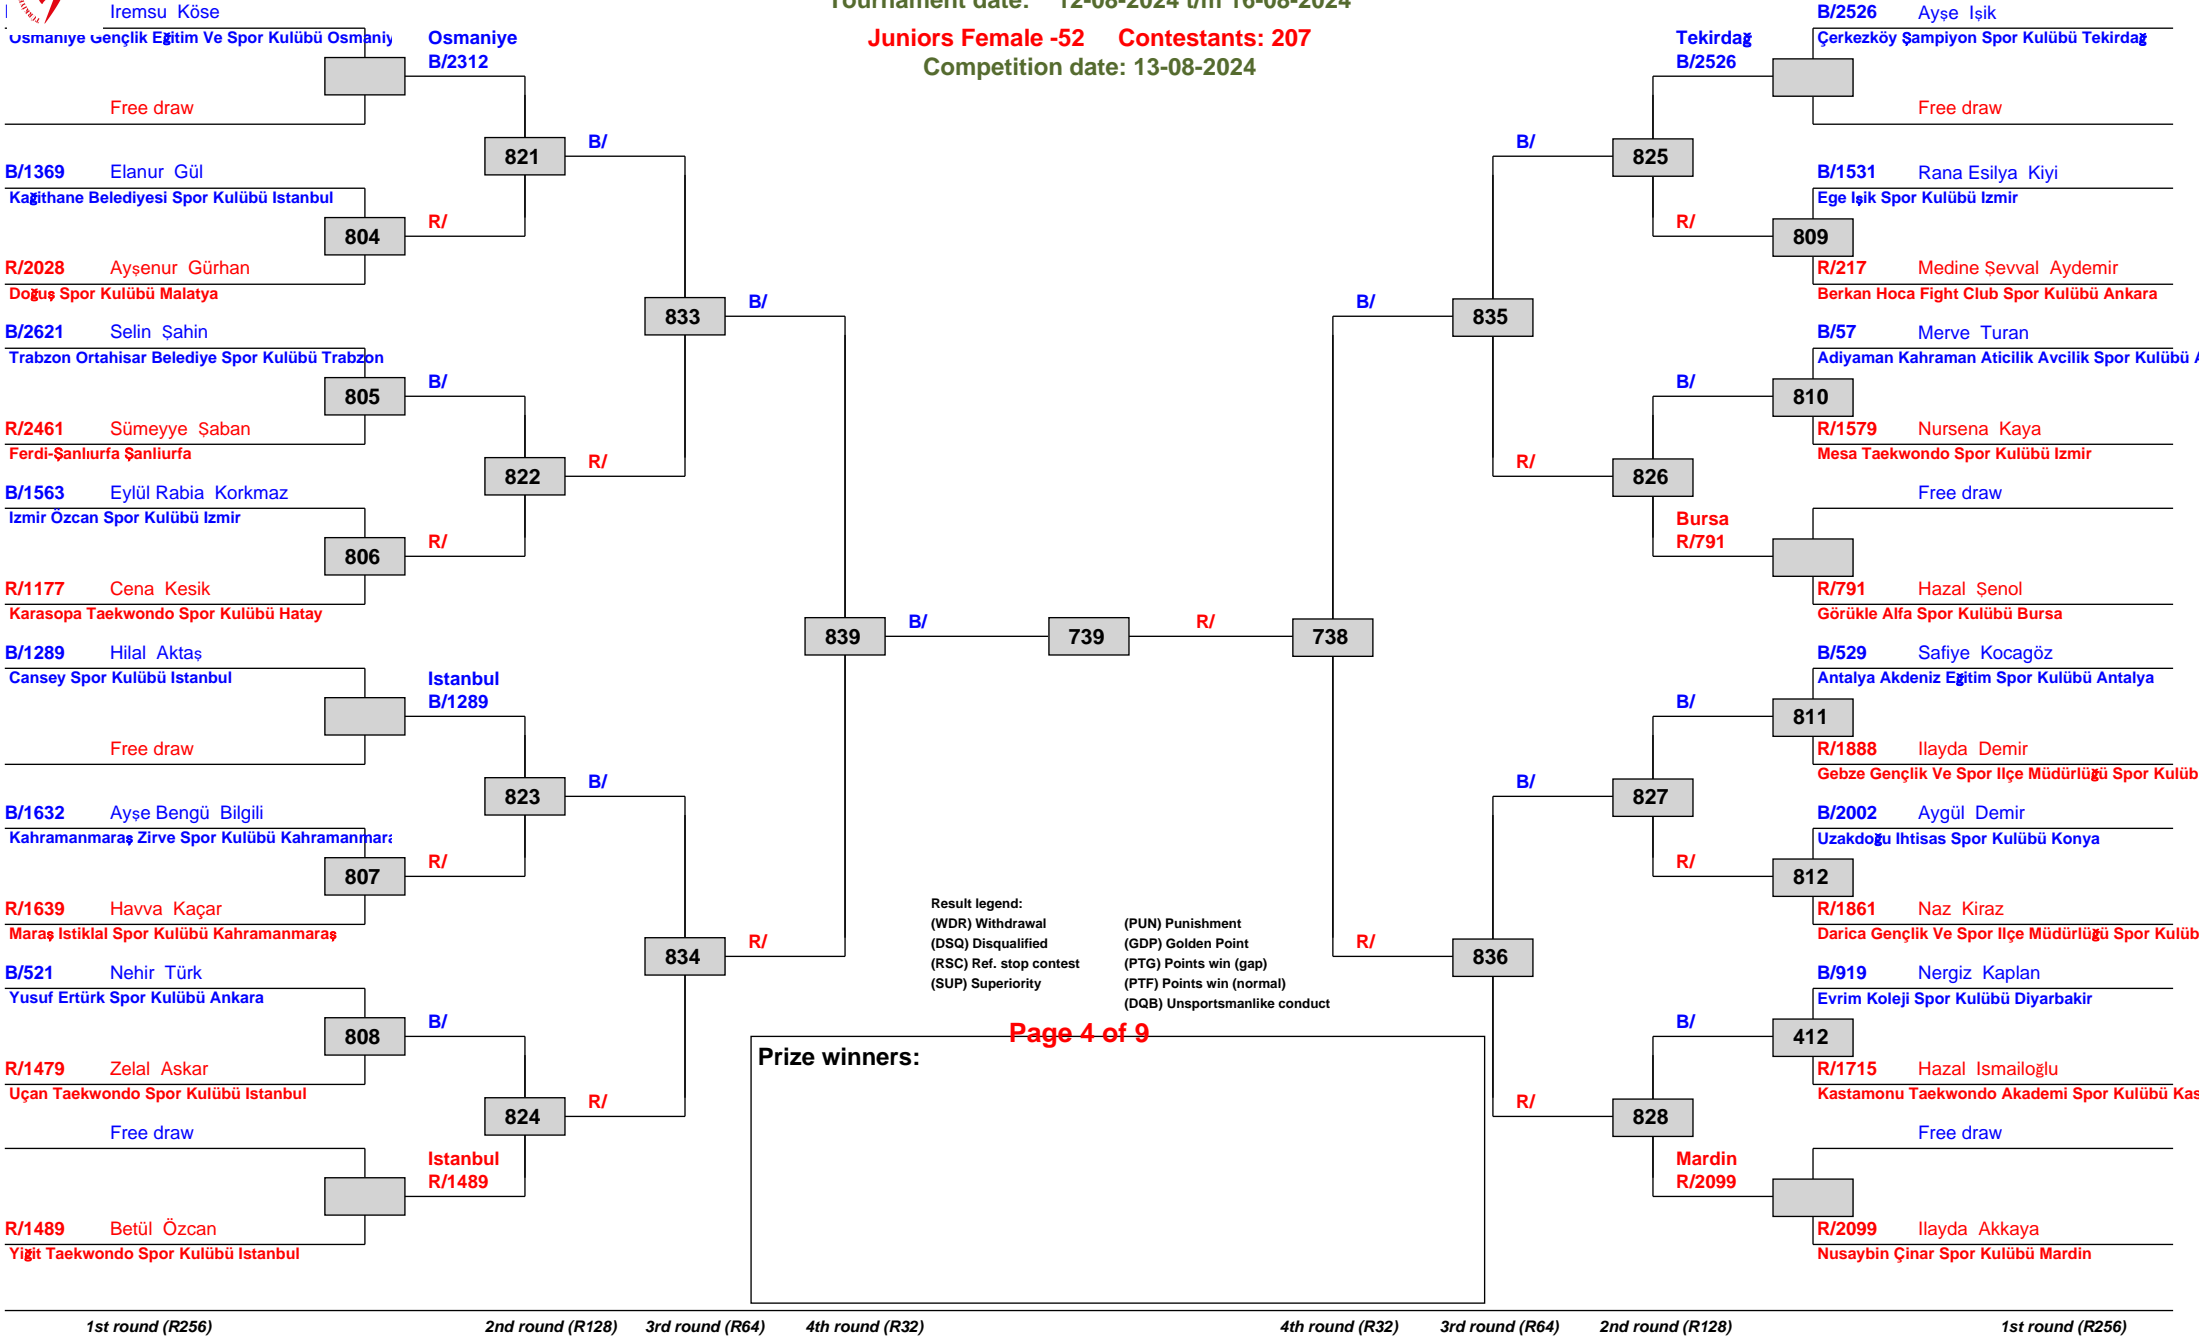 Tournament date: 12-08-2024 t/m 16-08-2024
Juniors Female -52 Contestants: 207
Competition date: 13-08-2024
Iremsu Köse
Osmaniye Gençlik Eğitim Ve Spor Kulübü Osmaniy
Free draw
Osmaniye
B/2312
B/1369 Elanur Gül
Kağithane Belediyesi Spor Kulübü Istanbul
804
R/2028 Ayşenur Gürhan
Doğuş Spor Kulübü Malatya
B/2621 Selin Şahin
Trabzon Ortahisar Belediye Spor Kulübü Trabzon
805
R/2461 Sümeyye Şaban
Ferdi-Şanlıurfa Şanliurfa
B/1563 Eylül Rabia Korkmaz
Izmir Özcan Spor Kulübü Izmir
806
R/1177 Cena Kesik
Karasopa Taekwondo Spor Kulübü Hatay
B/1289 Hilal Aktaş
Cansey Spor Kulübü Istanbul
Free draw
Istanbul
B/1289
B/1632 Ayşe Bengü Bilgili
Kahramanmaraş Zirve Spor Kulübü Kahramanmara
807
R/1639 Havva Kaçar
Maraş Istiklal Spor Kulübü Kahramanmaraş
B/521 Nehir Türk
Yusuf Ertürk Spor Kulübü Ankara
808
R/1479 Zelal Askar
Uçan Taekwondo Spor Kulübü Istanbul
Free draw
Istanbul
R/1489
R/1489 Betül Özcan
Yiğit Taekwondo Spor Kulübü Istanbul
R/
B/
R/
R/
B/
821
822
823
824
B/
R/
B/
R/
833
834
B/
R/
839
B/
739
R/
738
B/
R/
835
836
B/
R/
B/
R/
825
826
827
828
R/
B/
B/
R/
B/
Tekirdağ
B/2526
B/2526 Ayşe Işik
Çerkezköy Şampiyon Spor Kulübü Tekirdağ
Free draw
B/1531 Rana Esilya Kiyi
Ege Işik Spor Kulübü Izmir
809
R/217 Medine Şevval Aydemir
Berkan Hoca Fight Club Spor Kulübü Ankara
B/57 Merve Turan
Adiyaman Kahraman Aticilik Avcilik Spor Kulübü A
810
R/1579 Nursena Kaya
Mesa Taekwondo Spor Kulübü Izmir
Free draw
Bursa
R/791
R/791 Hazal Şenol
Görükle Alfa Spor Kulübü Bursa
B/529 Safiye Kocagöz
Antalya Akdeniz Eğitim Spor Kulübü Antalya
811
R/1888 Ilayda Demir
Gebze Gençlik Ve Spor Ilçe Müdürlüğü Spor Kulüb
B/2002 Aygül Demir
Uzakdoğu Ihtisas Spor Kulübü Konya
812
R/1861 Naz Kiraz
Darica Gençlik Ve Spor Ilçe Müdürlüğü Spor Kulüb
B/919 Nergiz Kaplan
Evrim Koleji Spor Kulübü Diyarbakir
412
R/1715 Hazal Ismailoğlu
Kastamonu Taekwondo Akademi Spor Kulübü Kas
Free draw
Mardin
R/2099
R/2099 Ilayda Akkaya
Nusaybin Çinar Spor Kulübü Mardin
Result legend:
(WDR) Withdrawal (PUN) Punishment
(DSQ) Disqualified (GDP) Golden Point
(RSC) Ref. stop contest (PTG) Points win (gap)
(SUP) Superiority (PTF) Points win (normal)
(DQB) Unsportsmanlike conduct
Page 4 of 9
Prize winners:
1st round (R256) 2nd round (R128) 3rd round (R64) 4th round (R32) 4th round (R32) 3rd round (R64) 2nd round (R128) 1st round (R256)